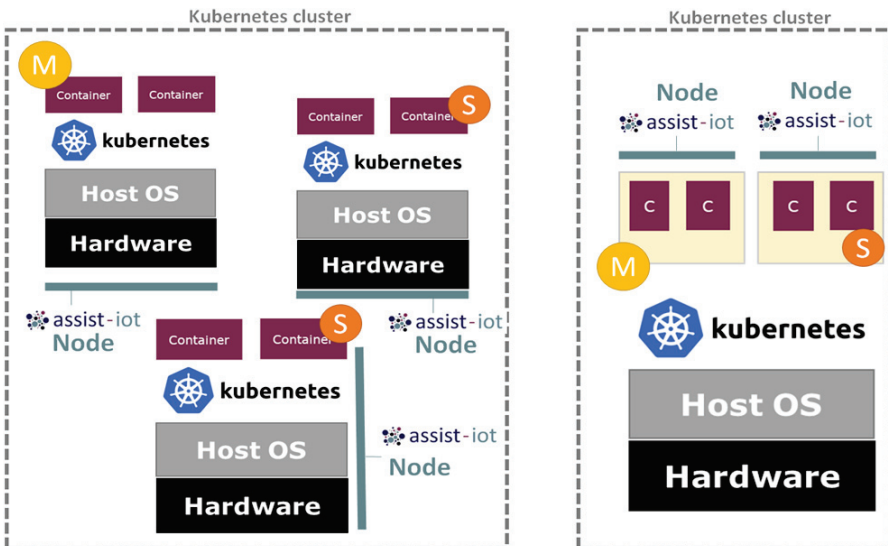 Kubernetes cluster
M
Container Container
kubernetes
Host OS
Hardware
assist-iot
Node
Container Container
S
kubernetes
Host OS
Hardware
assist-iot
Node
Container Container
S
kubernetes
Host OS
Hardware
assist-iot
Node
Kubernetes cluster
Node
assist-iot
Node
assist-iot
C C
C C
M
S
kubernetes
Host OS
Hardware